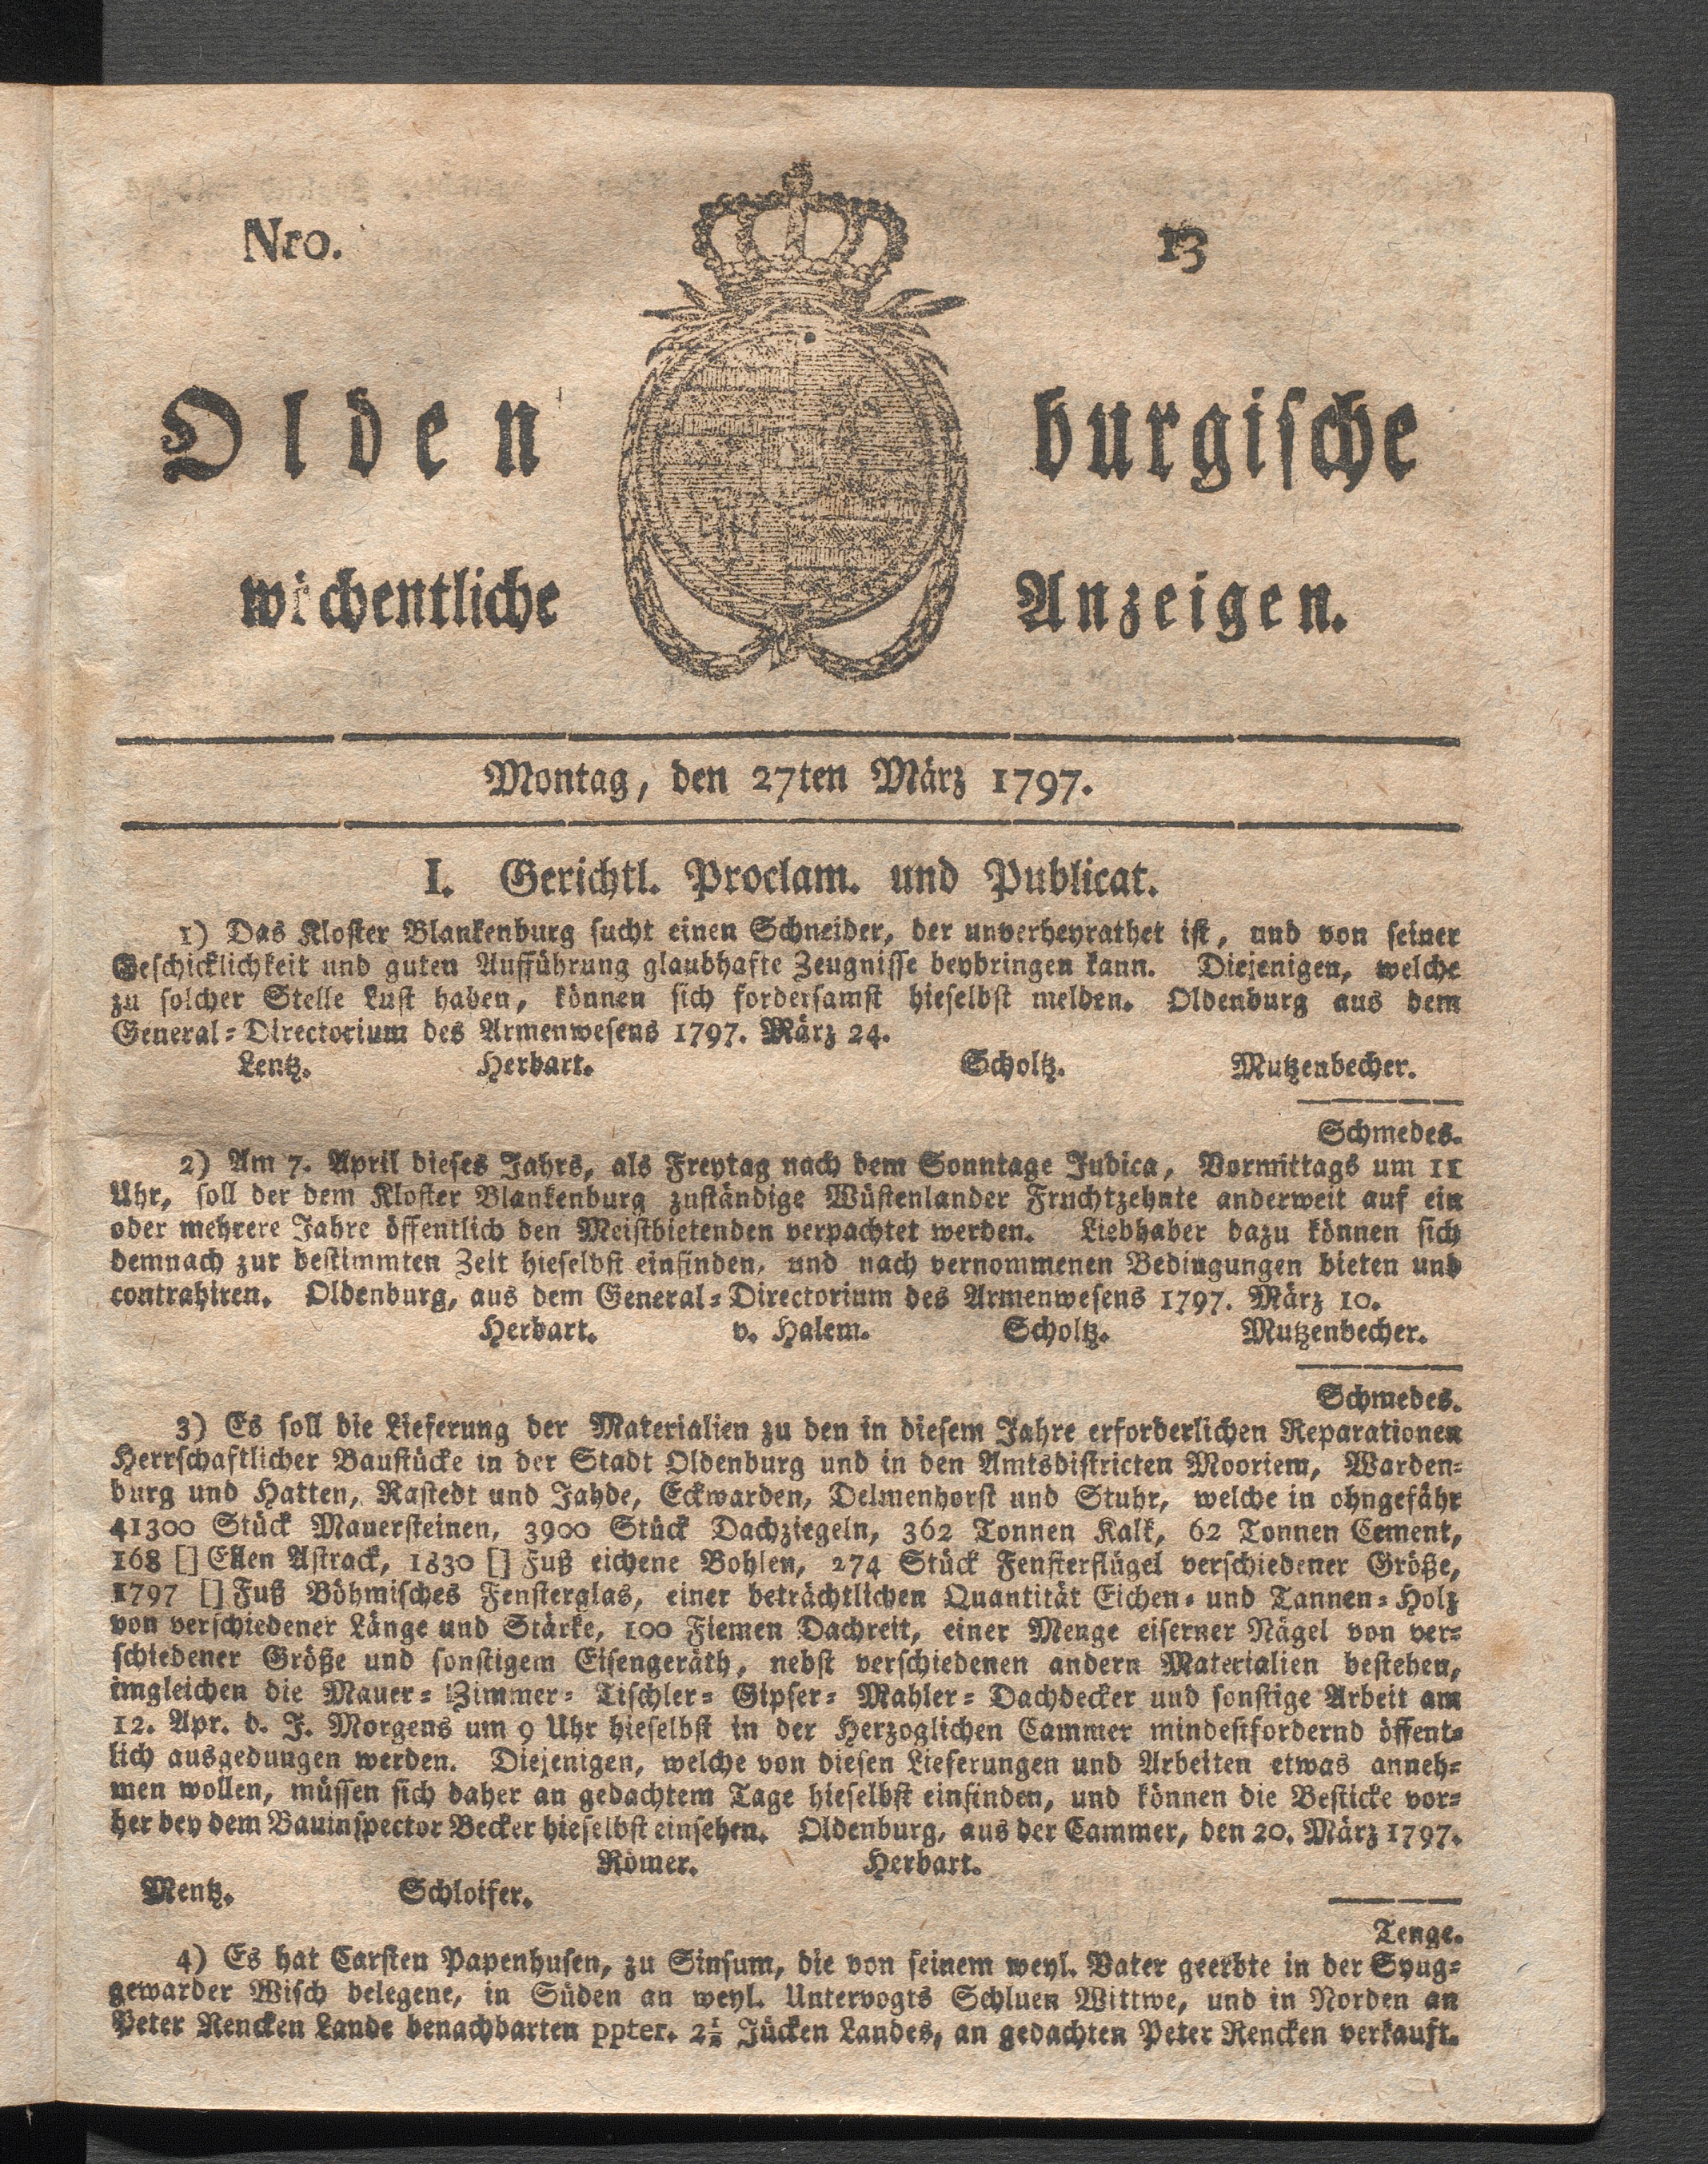 Nro. 13
Olden burgische
wöchentliche Anzeigen.
Montag, den 27ten März 1797.
I. Gerichtl. Proclam. und Publicat.
1) Das Kloster Blankenburg sucht einen Schneider, der unverheyrathet ist, und von seiner
Geschicklichkeit und guten Aufführung glaubhafte Zeugnisse beybringen kann. Diejenigen, welche
zu solcher Stelle Lust haben, können sich fordersamst hieselbst melden. Oldenburg aus dem
General-Directorium des Armenwesens 1797. März 24.
Lentz. Herbart. Scholtz. Mutzenbecher.
Schmedes.
2) Am 7. April dieses Jahrs, als Freytag nach dem Sonntage Judica, Vormittags um 11
Uhr, soll der dem Kloster Blankenburg zuständige Wüstenlander Fruchtzehnte anderweit auf ein
oder mehrere Jahre öffentlich den Meistbietenden verpachtet werden. Liebhaber dazu können sich
demnach zur bestimmten Zeit hieselbst einfinden, und nach vernommenen Bedingungen bieten und
contrahiren. Oldenburg, aus dem General-Directorium des Armenwesens 1797. März 10.
Herbart. v. Halem. Scholtz. Mutzenbecher.
Schmedes.
3) Es soll die Lieferung der Materialien zu den in diesem Jahre erforderlichen Reparationen
Herrschaftlicher Baustücke in der Stadt Oldenburg und in den Amtsdistricten Mooriem, Warden-
burg und Hatten, Rastedt und Jahde, Eckwarden, Delmenhorst und Stuhr, welche in ohngefähr
41300 Stück Mauersteinen, 3900 Stück Dachziegeln, 362 Tonnen Kalk, 62 Tonnen Cement,
168 [] Ellen Astrack, 1830 [] Fuß eichene Bohlen, 274 Stück Fensterflügel verschiedener Größe,
1797 [] Fuß Böhmisches Fensterglas, einer beträchtlichen Quantität Eichen- und Tannen-Holz
von verschiedener Länge und Stärke, 100 Fiemen Dachreit, einer Menge eiserner Nägel von ver-
schiedener Größe und sonstigem Eisengeräth, nebst verschiedenen andern Materialien bestehen,
imgleichen die Mauer- Zimmer- Tischler- Gipser- Mahler- Dachdecker und sonstige Arbeit am
12. Apr. d. J. Morgens um 9 Uhr hieselbst in der Herzoglichen Cammer mindestfordernd öffent-
lich ausgedungen werden. Diejenigen, welche von diesen Lieferungen und Arbeiten etwas anneh-
men wollen, müssen sich daher an gedachtem Tage hieselbst einfinden, und können die Besticke vor-
her bey dem Bauinspector Becker hieselbst einsehen. Oldenburg, aus der Cammer, den 20. März 1797.
Römer. Herbart.
Mentz. Schloifer.
Tenge.
4) Es hat Carsten Papenhusen, zu Sinsum, die von seinem weyl. Vater geerbte in der Syug-
gewarder Wisch belegene, in Süden an weyl. Untervogts Schluen Wittwe, und in Norden an
Peter Rencken Lande benachbarten ppter. 2½ Jücken Landes, an gedachten Peter Rencken verkauft.